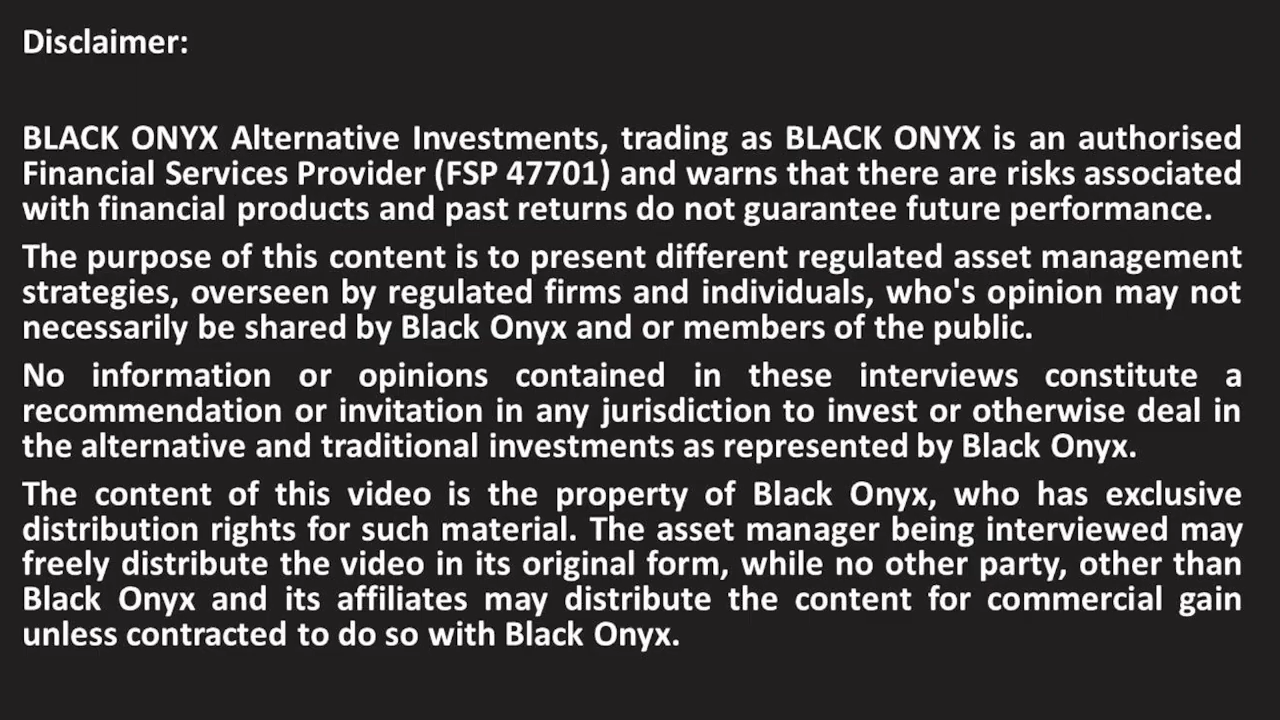 Disclaimer:
BLACK ONYX Alternative Investments, trading as BLACK ONYX is an authorised
Financial Services Provider (FSP 47701) and warns that there are risks associated
with financial products and past returns do not guarantee future performance.
The purpose of this content is to present different regulated asset management
strategies, overseen by regulated firms and individuals, who's opinion may not
necessarily be shared by Black Onyx and or members of the public.
No information or opinions contained in these interviews constitute a
recommendation or invitation in any jurisdiction to invest or otherwise deal in
the alternative and traditional investments as represented by Black Onyx.
The content of this video is the property of Black Onyx, who has exclusive
distribution rights for such material. The asset manager being interviewed may
freely distribute the video in its original form, while no other party, other than
Black Onyx and its affiliates may distribute the content for commercial gain
unless contracted to do so with Black Onyx.